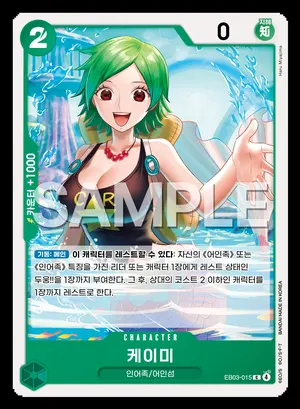 2
0
지혜
知
카운터 +1000
CAR
SAMPLE
기동: 메인 이 캐릭터를 레스트할 수 있다: 자신의 《어인족》 또는
《인어족》 특징을 가진 리더 또는 캐릭터 1장에게 레스트 상태인
두웅!!을 1장까지 부여한다. 그 후, 상대의 코스트 2 이하인 캐릭터를
1장까지 레스트로 한다.
CHARACTER
케이미
인어족/어인섬
EB03-015